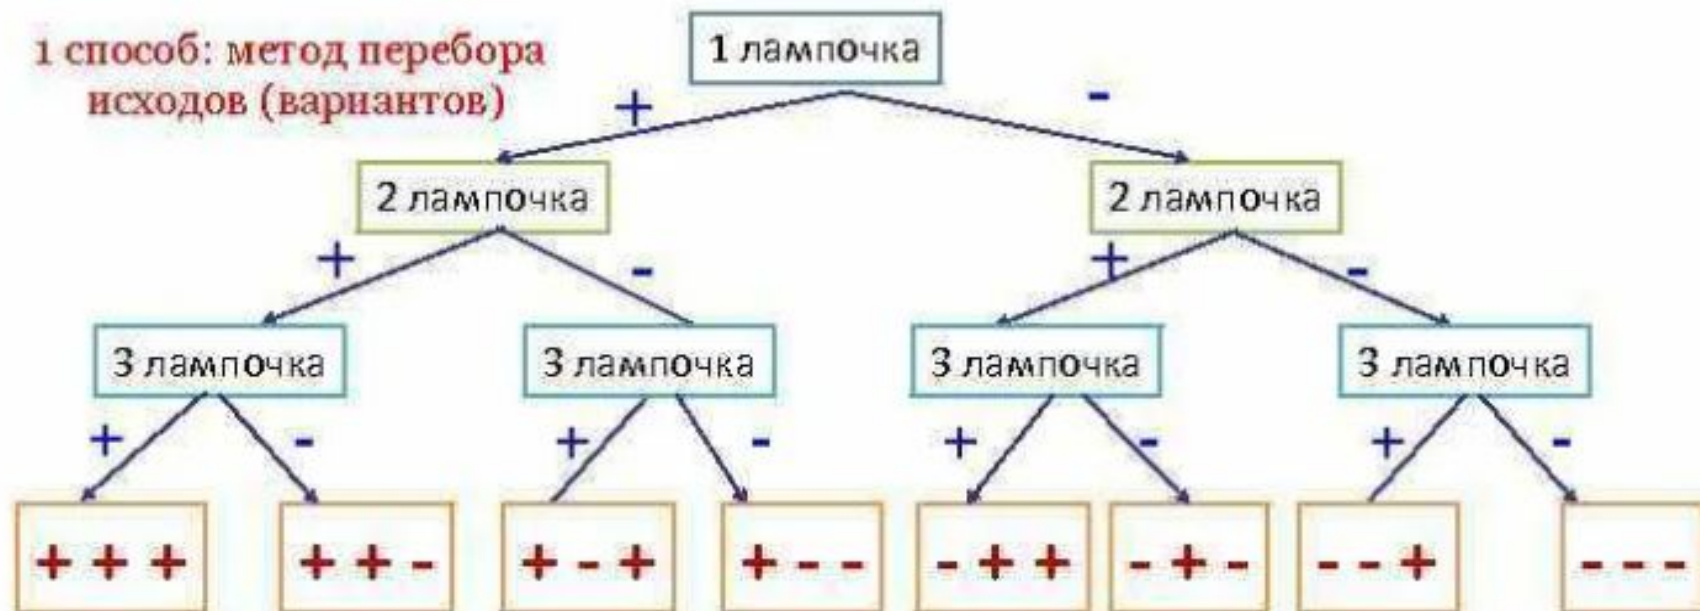 1 способ: метод перебора
исходов (вариантов)
1 лампочка
+ -
2 лампочка 2 лампочка
+ - + -
3 лампочка 3 лампочка 3 лампочка 3 лампочка
+ - + - + - + -
+ + + + + - + - + + - - - + + - + - - - + - - -